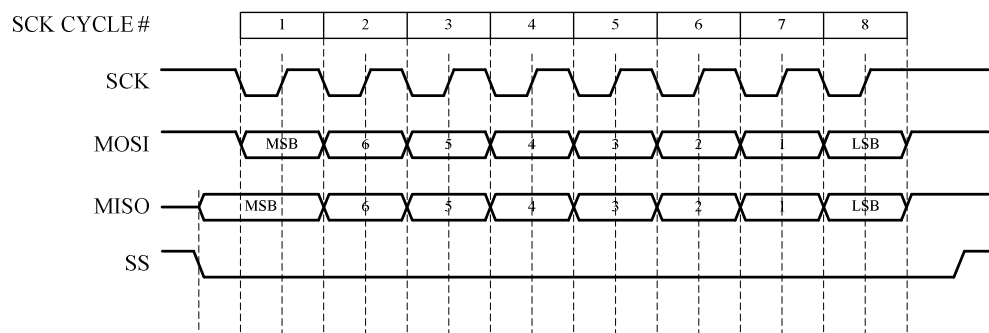 SCK CYCLE # 1 2 3 4 5 6 7 8
SCK
MOSI MSB 6 5 4 3 2 1 LSB
MISO MSB 6 5 4 3 2 1 LSB
SS